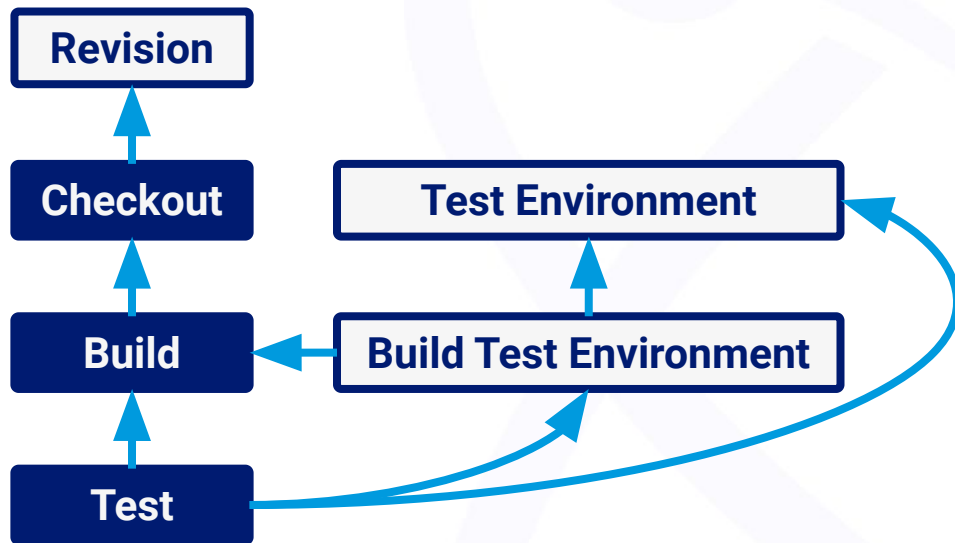 Revision
Checkout
Test Environment
Build
Build Test Environment
Test